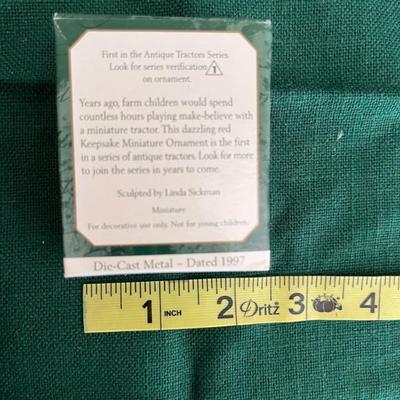 First in the Antique Tractors Series.
Look for series verification 1
on ornament.
Years ago, farm children would spend
countless hours playing make-believe with
a miniature tractor. This dazzling red
Keepsake Miniature Ornament is the first
in a series of antique tractors. Look for more
to join the series in years to come.
Sculpted by Linda Sickman
Miniature
For decorative use only. Not for young children.
Die-Cast Metal – Dated 1997
1 INCH 2 Dritz 3 4